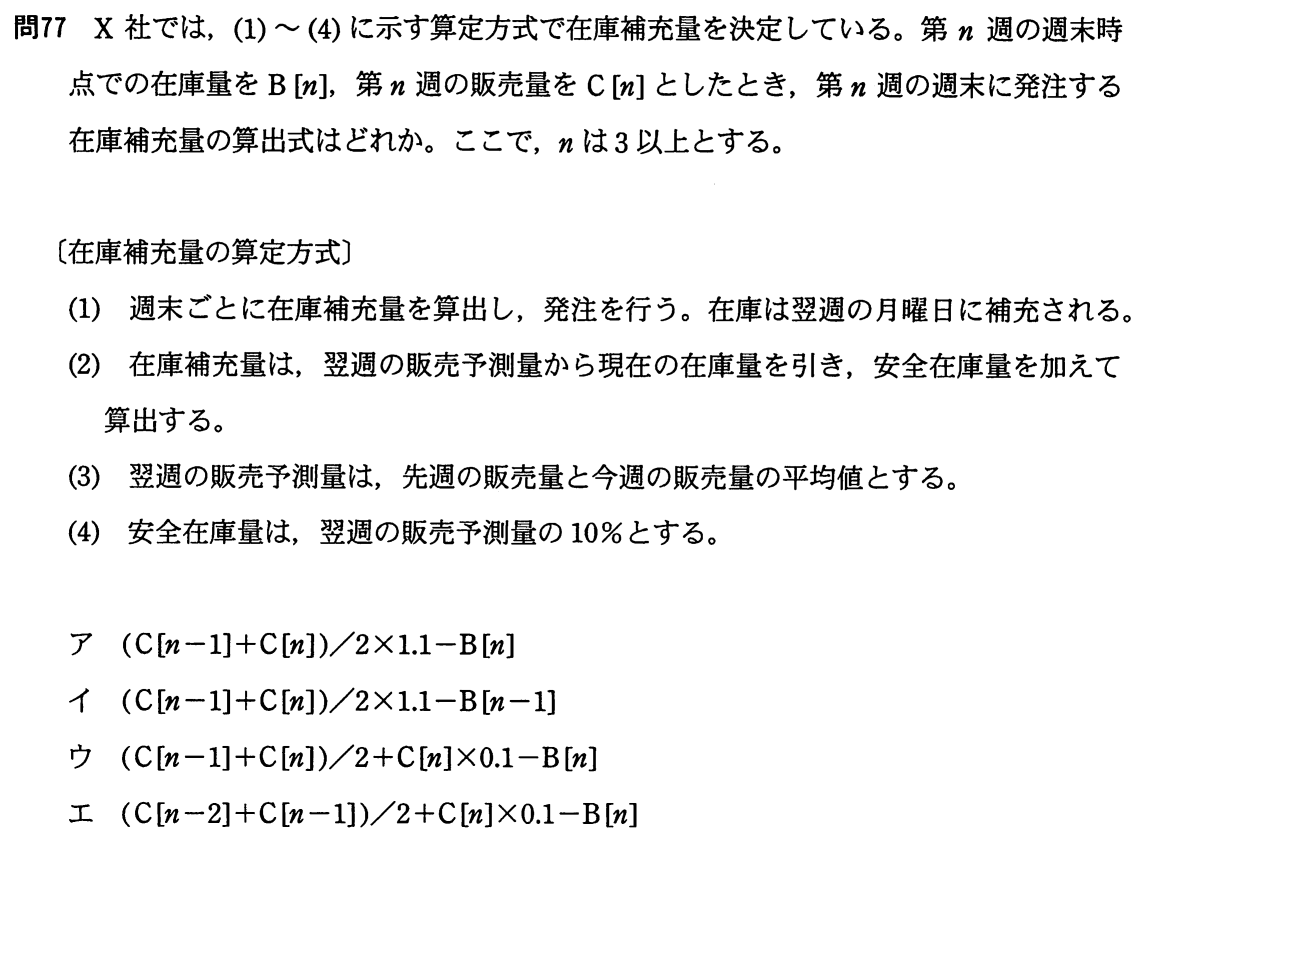 問77 X 社では，(1)～(4)に示す算定方式で在庫補充量を決定している。第 n 週の週末時
点での在庫量を B[n]，第 n 週の販売量を C[n] としたとき，第 n 週の週末に発注する
在庫補充量の算出式はどれか。ここで，n は 3 以上とする。
〔在庫補充量の算定方式〕
(1) 週末ごとに在庫補充量を算出し，発注を行う。在庫は翌週の月曜日に補充される。
(2) 在庫補充量は，翌週の販売予測量から現在の在庫量を引き，安全在庫量を加えて
算出する。
(3) 翌週の販売予測量は，先週の販売量と今週の販売量の平均値とする。
(4) 安全在庫量は，翌週の販売予測量の 10％とする。
ア (C[n－1]＋C[n])／2×1.1－B[n]
イ (C[n－1]＋C[n])／2×1.1－B[n－1]
ウ (C[n－1]＋C[n])／2＋C[n]×0.1－B[n]
エ (C[n－2]＋C[n－1])／2＋C[n]×0.1－B[n]